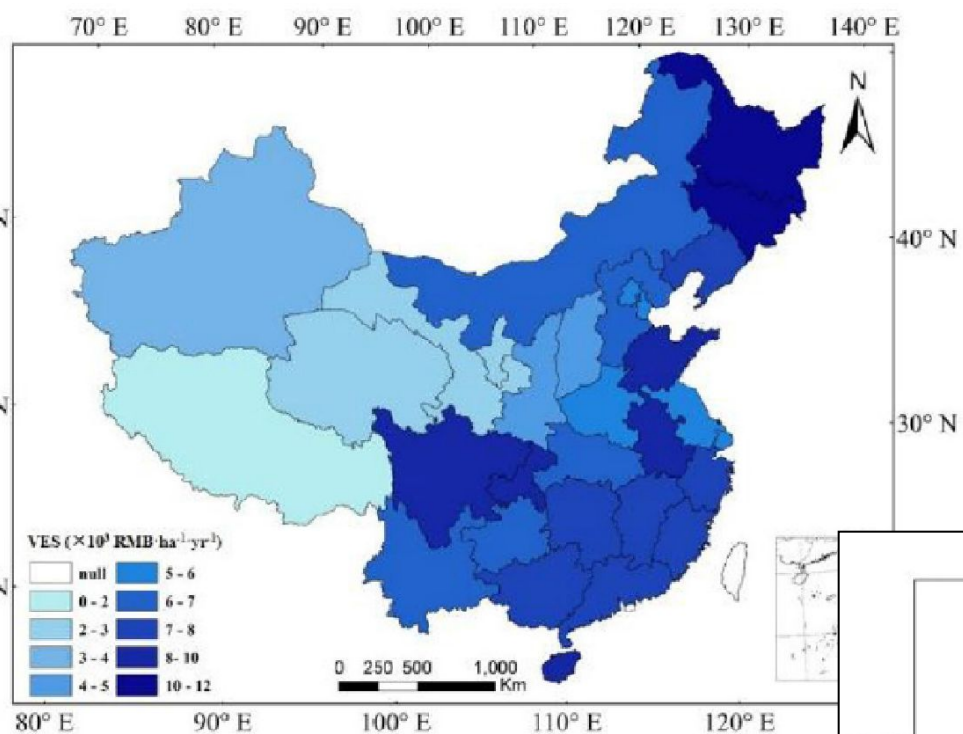 70° E 80° E 90° E 100° E 110° E 120° E 130° E 140° E
N
40° N
30° N
VES (×10³ RMB·ha⁻¹·yr⁻¹)
null 5 - 6
0 - 2 6 - 7
2 - 3 7 - 8
3 - 4 8 - 10
4 - 5 10 - 12
0 250 500 1,000
Km
80° E 90° E 100° E 110° E 120° E